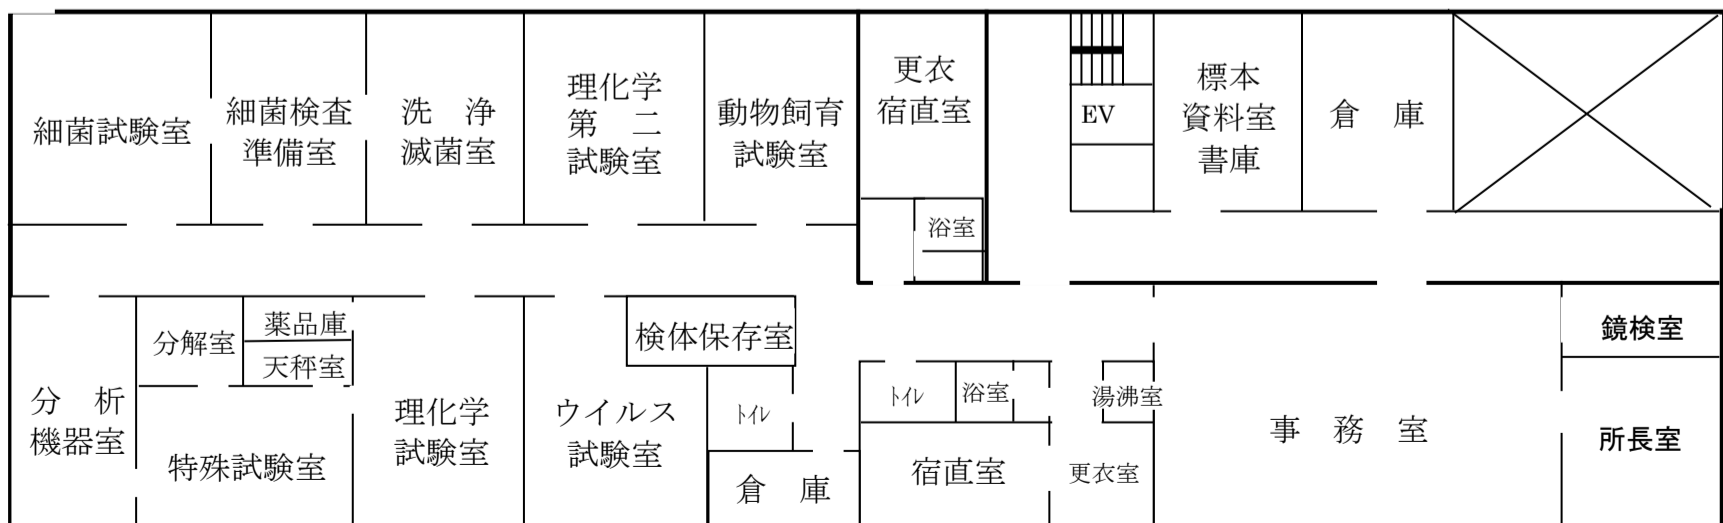 細菌試験室
細菌検査
準備室
洗　浄
滅菌室
理化学
第　二
試験室
動物飼育
試験室
更衣
宿直室
浴室
EV
標本
資料室
書庫
倉　庫
分　析
機器室
分解室
薬品庫
天秤室
特殊試験室
理化学
試験室
検体保存室
ウイルス
試験室
ﾄｲﾚ
倉　庫
ﾄｲﾚ
浴室
宿直室
湯沸室
更衣室
事　務　室
鏡検室
所長室